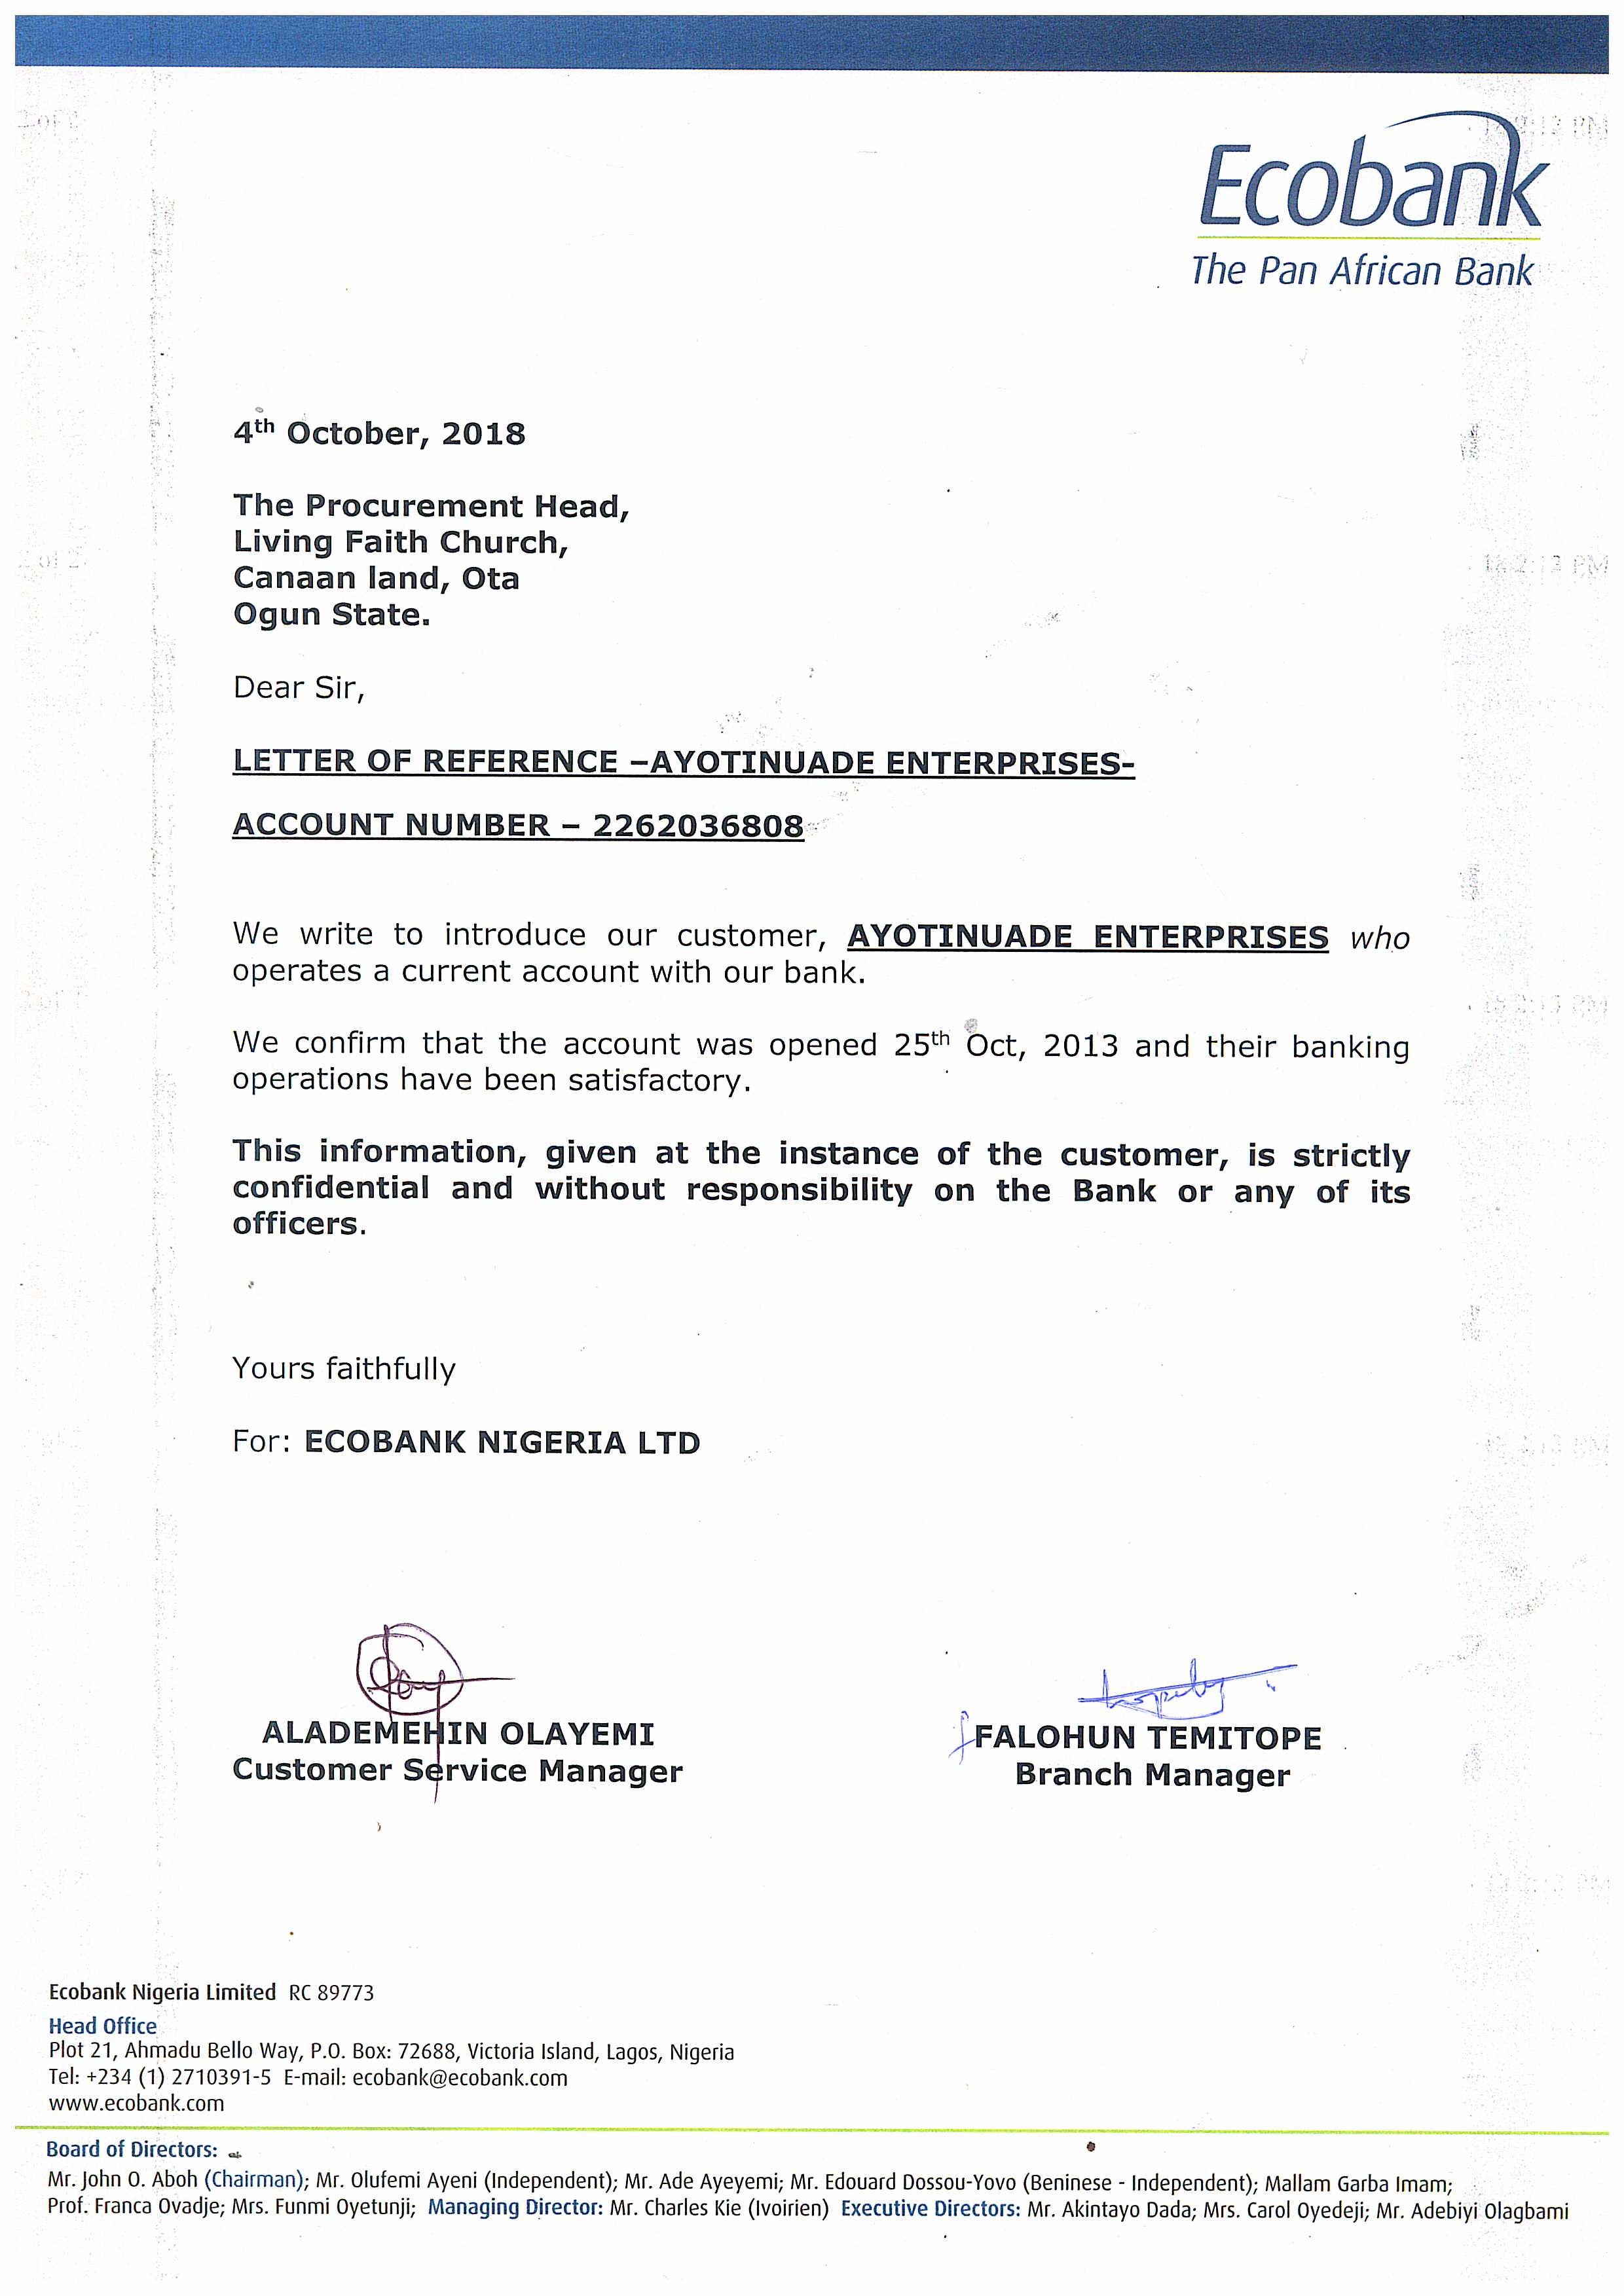 Ecobank
The Pan African Bank
4th October, 2018
The Procurement Head,
Living Faith Church,
Canaan land, Ota
Ogun State.
Dear Sir,
LETTER OF REFERENCE –AYOTINUADE ENTERPRISES-
ACCOUNT NUMBER – 2262036808
We write to introduce our customer, AYOTINUADE ENTERPRISES who
operates a current account with our bank.
We confirm that the account was opened 25th Oct, 2013 and their banking
operations have been satisfactory.
This information, given at the instance of the customer, is strictly
confidential and without responsibility on the Bank or any of its
officers.
Yours faithfully
For: ECOBANK NIGERIA LTD
ALADEMEHIN OLAYEMI
Customer Service Manager
FALOHUN TEMITOPE
Branch Manager
Ecobank Nigeria Limited RC 89773
Head Office
Plot 21, Ahmadu Bello Way, P.O. Box: 72688, Victoria Island, Lagos, Nigeria
Tel: +234 (1) 2710391-5 E-mail: ecobank@ecobank.com
www.ecobank.com
Board of Directors:
Mr. John O. Aboh (Chairman); Mr. Olufemi Ayeni (Independent); Mr. Ade Ayeyemi; Mr. Edouard Dossou-Yovo (Beninese - Independent); Mallam Garba Imam;
Prof. Franca Ovadje; Mrs. Funmi Oyetunji; Managing Director: Mr. Charles Kie (Ivoirien) Executive Directors: Mr. Akintayo Dada; Mrs. Carol Oyedeji; Mr. Adebiyi Olagbami